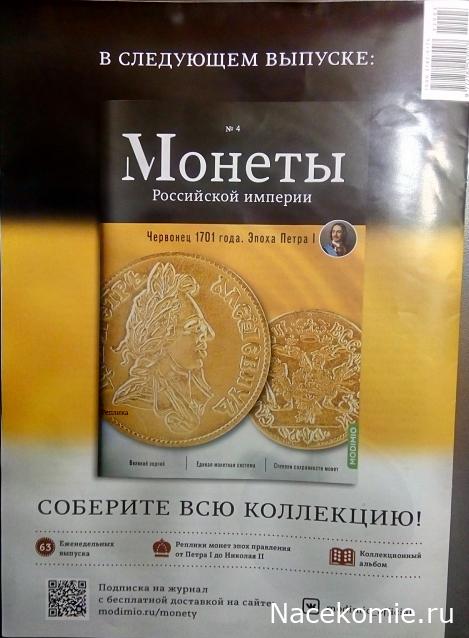 В СЛЕДУЮЩЕМ ВЫПУСКЕ:
№ 4
Монеты
Российской империи
Червонец 1701 года. Эпоха Петра I
Реплика
MODIMIO
Великий зодчий
Единая монетная система
Степени сохранности монет
СОБЕРИТЕ ВСЮ КОЛЛЕКЦИЮ!
63 Еженедельных
выпуска
Реплики монет эпох правления
от Петра I до Николая II
Коллекционный
альбом
Подписка на журнал
с бесплатной доставкой на сайте
modimio.ru/monety
Nacekomie.ru